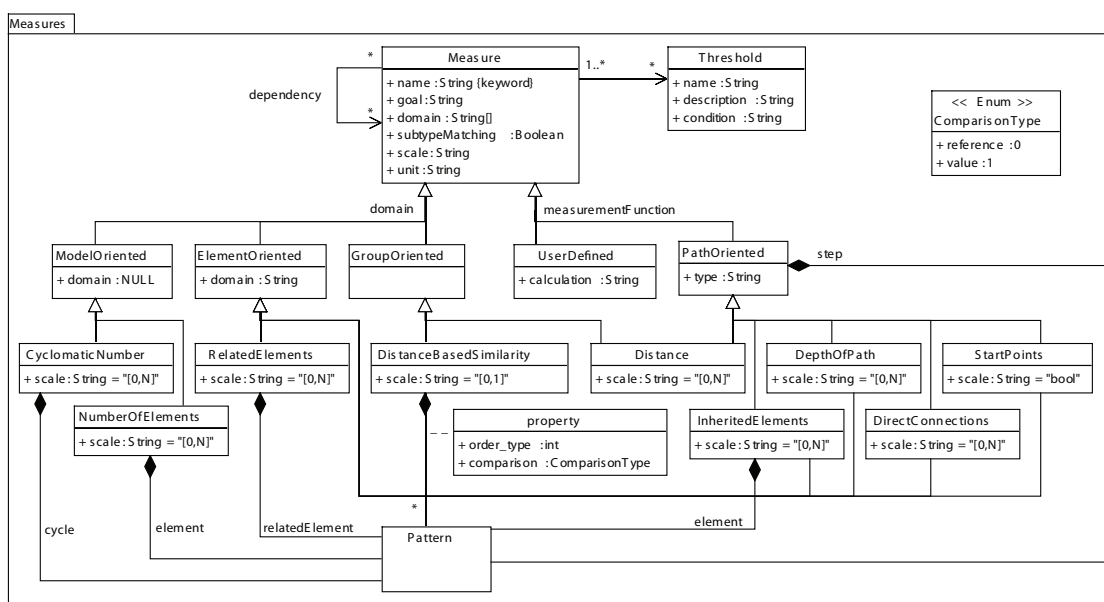 Measures
Measure
+ name : String {keyword}
+ goal : String
+ domain : String[]
+ subtypeMatching : Boolean
+ scale : String
+ unit : String
*
dependency
*
1..*
*
Threshold
+ name : String
+ description : String
+ condition : String
<< Enum >>
ComparisonType
+ reference : 0
+ value : 1
domain
measurementFunction
ModelOriented
+ domain : NULL
ElementOriented
+ domain : String
GroupOriented
UserDefined
+ calculation : String
PathOriented
+ type : String
step
CyclomaticNumber
+ scale : String = "[0,N]"
RelatedElements
+ scale : String = "[0,N]"
DistanceBasedSimilarity
+ scale : String = "[0,1]"
Distance
+ scale : String = "[0,N]"
DepthOfPath
+ scale : String = "[0,N]"
StartPoints
+ scale : String = "bool"
NumberOfElements
+ scale : String = "[0,N]"
property
+ order_type : int
+ comparison : ComparisonType
InheritedElements
+ scale : String = "[0,N]"
DirectConnections
+ scale : String = "[0,N]"
cycle
element
relatedElement
*
element
Pattern